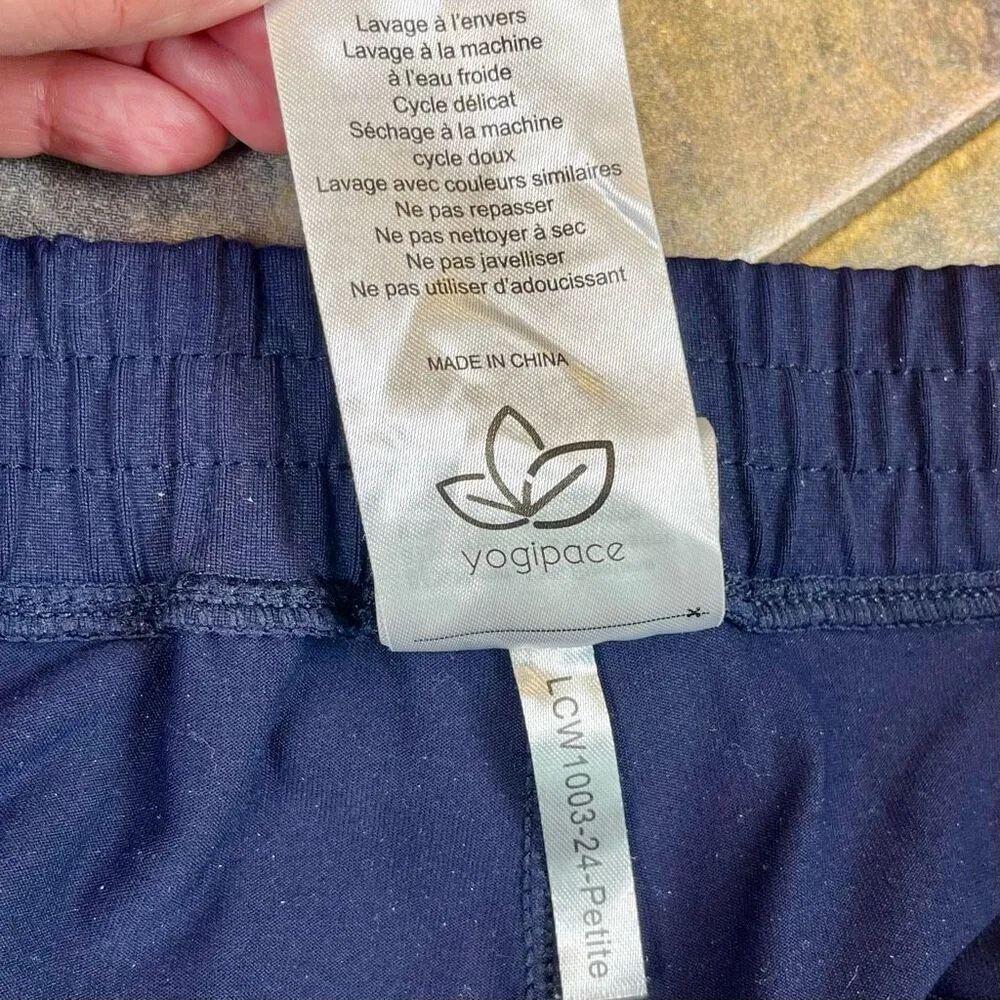 Lavage à l'envers
Lavage à la machine
à l'eau froide
Cycle délicat
Séchage à la machine
cycle doux
Lavage avec couleurs similaires
Ne pas repasser
Ne pas nettoyer à sec
Ne pas javelliser
Ne pas utiliser d'adoucissant
MADE IN CHINA
yogipace
LCW1003-24-Petite